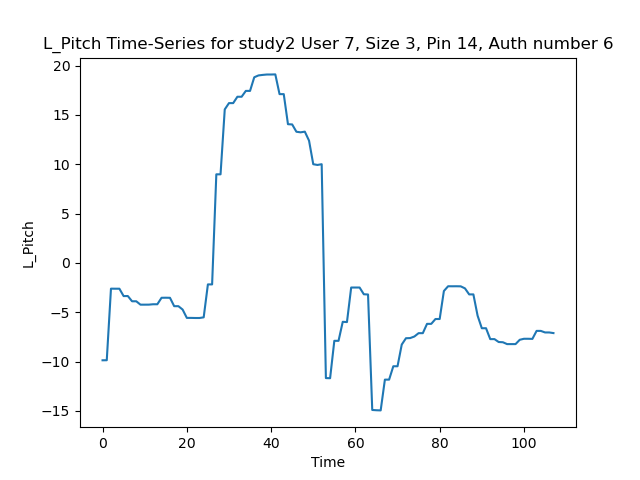 L_Pitch Time-Series for study2 User 7, Size 3, Pin 14, Auth number 6
20
15
10
5
0
−5
−10
−15
L_Pitch
0 20 40 60 80 100
Time